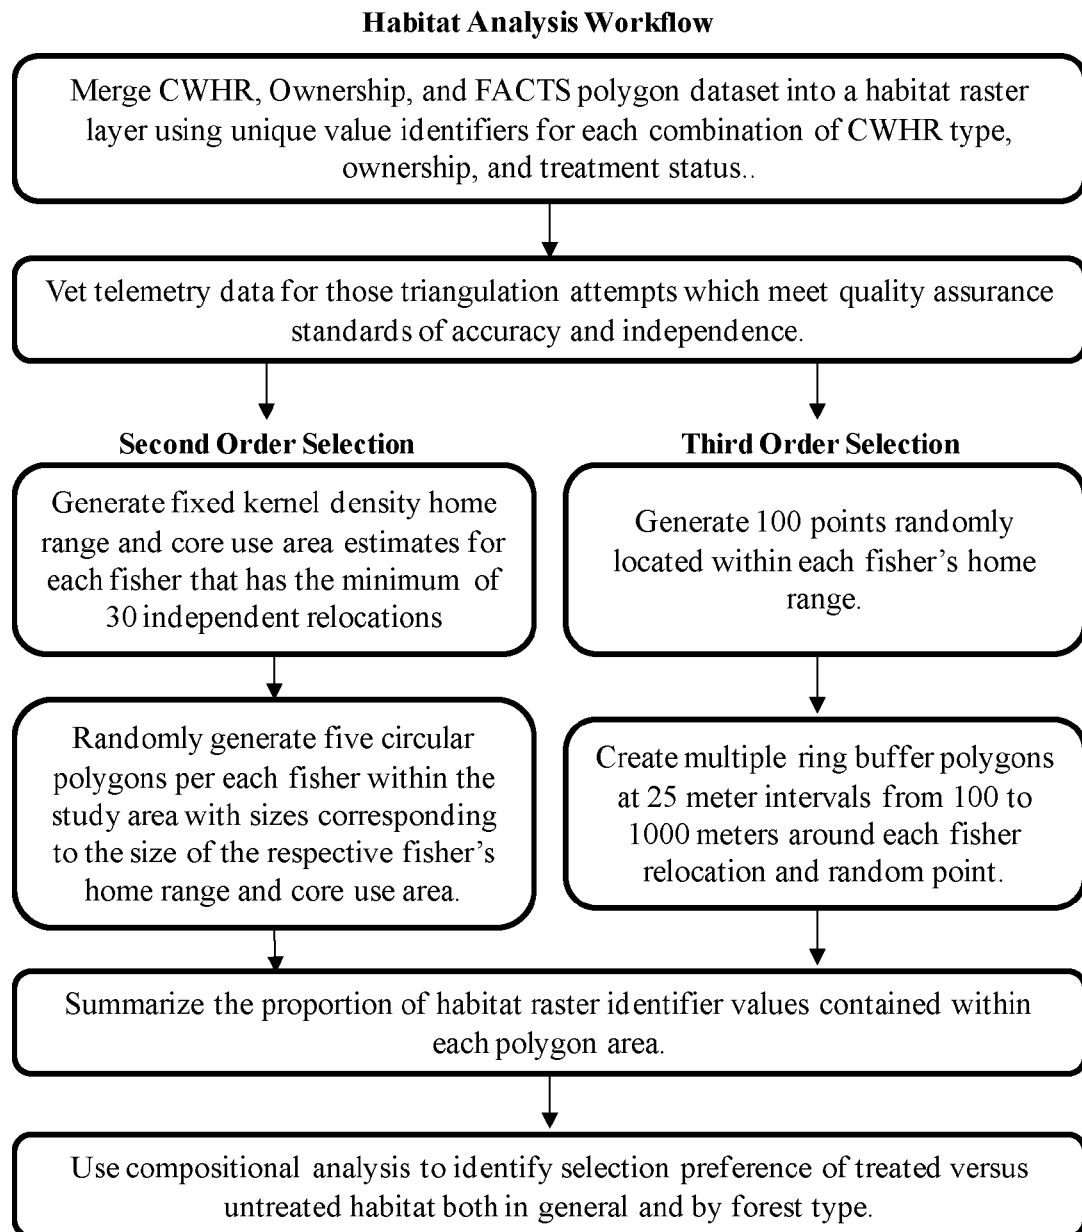 Habitat Analysis Workflow
Merge CWHR, Ownership, and FACTS polygon dataset into a habitat raster
layer using unique value identifiers for each combination of CWHR type,
ownership, and treatment status..
Vet telemetry data for those triangulation attempts which meet quality assurance
standards of accuracy and independence.
Second Order Selection
Generate fixed kernel density home
range and core use area estimates for
each fisher that has the minimum of
30 independent relocations
Randomly generate five circular
polygons per each fisher within the
study area with sizes corresponding
to the size of the respective fisher's
home range and core use area.
Third Order Selection
Generate 100 points randomly
located within each fisher's home
range.
Create multiple ring buffer polygons
at 25 meter intervals from 100 to
1000 meters around each fisher
relocation and random point.
Summarize the proportion of habitat raster identifier values contained within
each polygon area.
Use compositional analysis to identify selection preference of treated versus
untreated habitat both in general and by forest type.